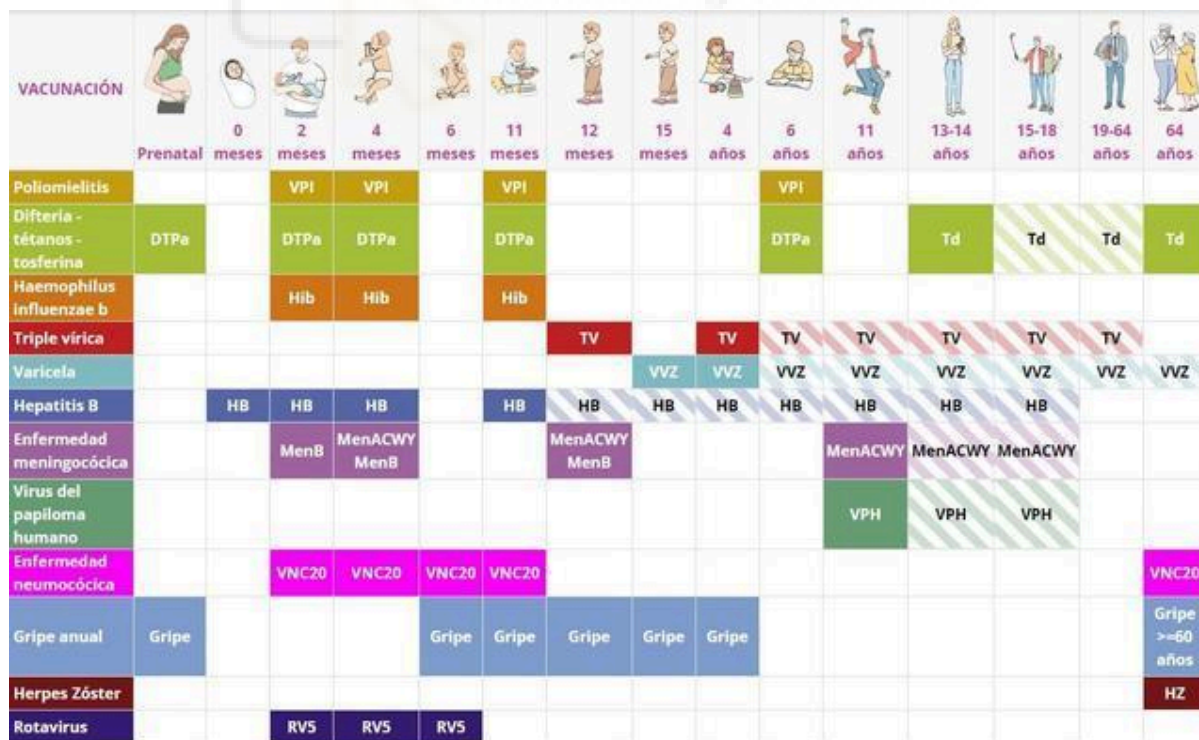 VACUNACIÓN
Prenatal
0
meses
2
meses
4
meses
6
meses
11
meses
12
meses
15
meses
4
años
6
años
11
años
13-14
años
15-18
años
19-64
años
64
años
Poliomielitis VPI VPI VPI VPI
Difteria -
tétanos -
tosferina
DTPa DTPa DTPa DTPa DTPa Td Td Td Td
Haemophilus
influenzae b
Hib Hib Hib
Triple vírica TV TV TV TV TV TV TV
Varicela VVZ VVZ VVZ VVZ VVZ VVZ VVZ VVZ
Hepatitis B HB HB HB HB HB HB HB HB HB HB HB
Enfermedad
meningocócica
MenB
MenACWY
MenB
MenACWY
MenB
MenACWY MenACWY MenACWY
Virus del
papiloma
humano
VPH VPH VPH
Enfermedad
neumocócica
VNC20 VNC20 VNC20 VNC20 VNC20
Gripe anual Gripe Gripe Gripe Gripe Gripe Gripe
Gripe
>=60
años
Herpes Zóster HZ
Rotavirus RV5 RV5 RV5